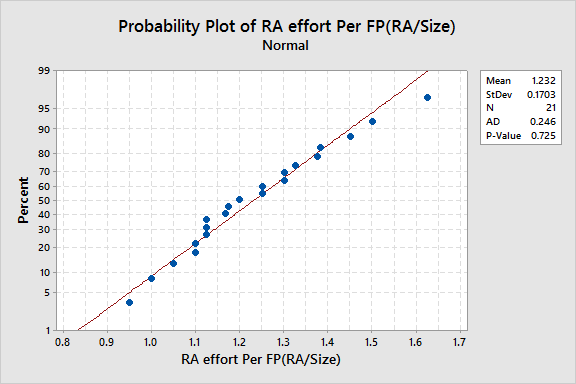 Probability Plot of RA effort Per FP(RA/Size)
Normal
Mean 1.232
StDev 0.1703
N 21
AD 0.246
P-Value 0.725
Percent
99
95
90
80
70
60
50
40
30
20
10
5
1
0.8 0.9 1.0 1.1 1.2 1.3 1.4 1.5 1.6 1.7
RA effort Per FP(RA/Size)